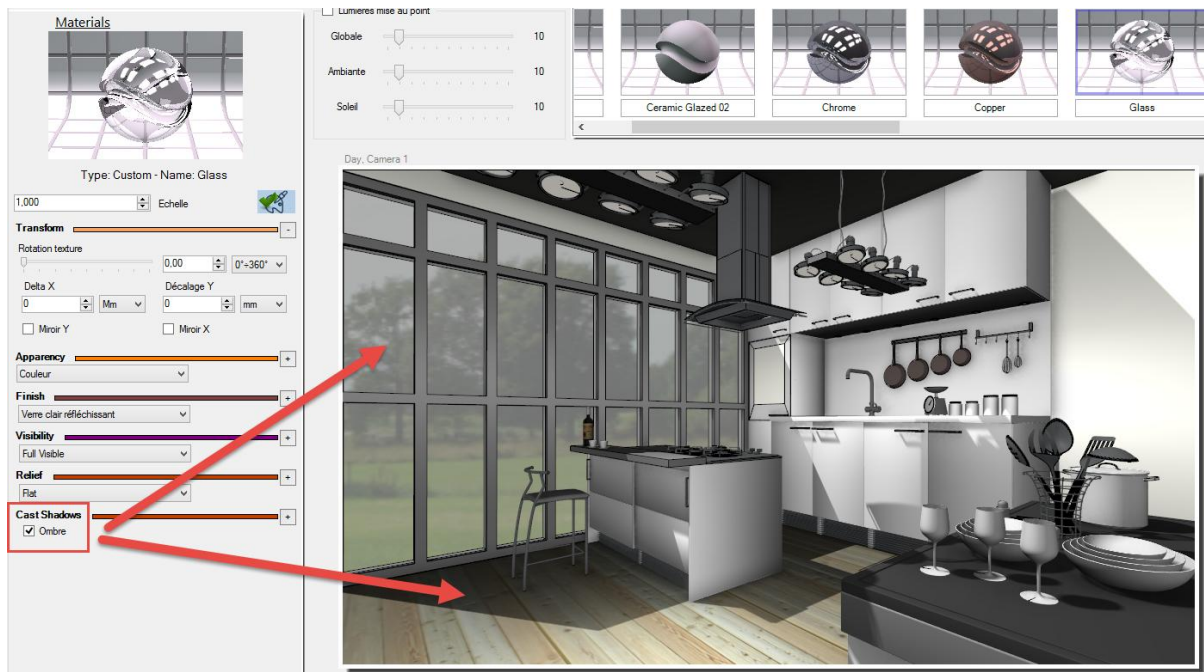 Materials
Type: Custom - Name: Glass
1,000
Echelle
Transform
-
Rotation texture
0,00
0°÷360°
Delta X
Décalage Y
0
Mm
0
mm
Miroir Y
Miroir X
Apparency
+
Couleur
Finish
+
Verre clair réfléchissant
Visibility
+
Full Visible
Relief
+
Flat
Cast Shadows
+
Ombre
Lumières mise au point
Globale
10
Ambiante
10
Soleil
10
Ceramic Glazed 02
Chrome
Copper
Glass
<
Day, Camera 1